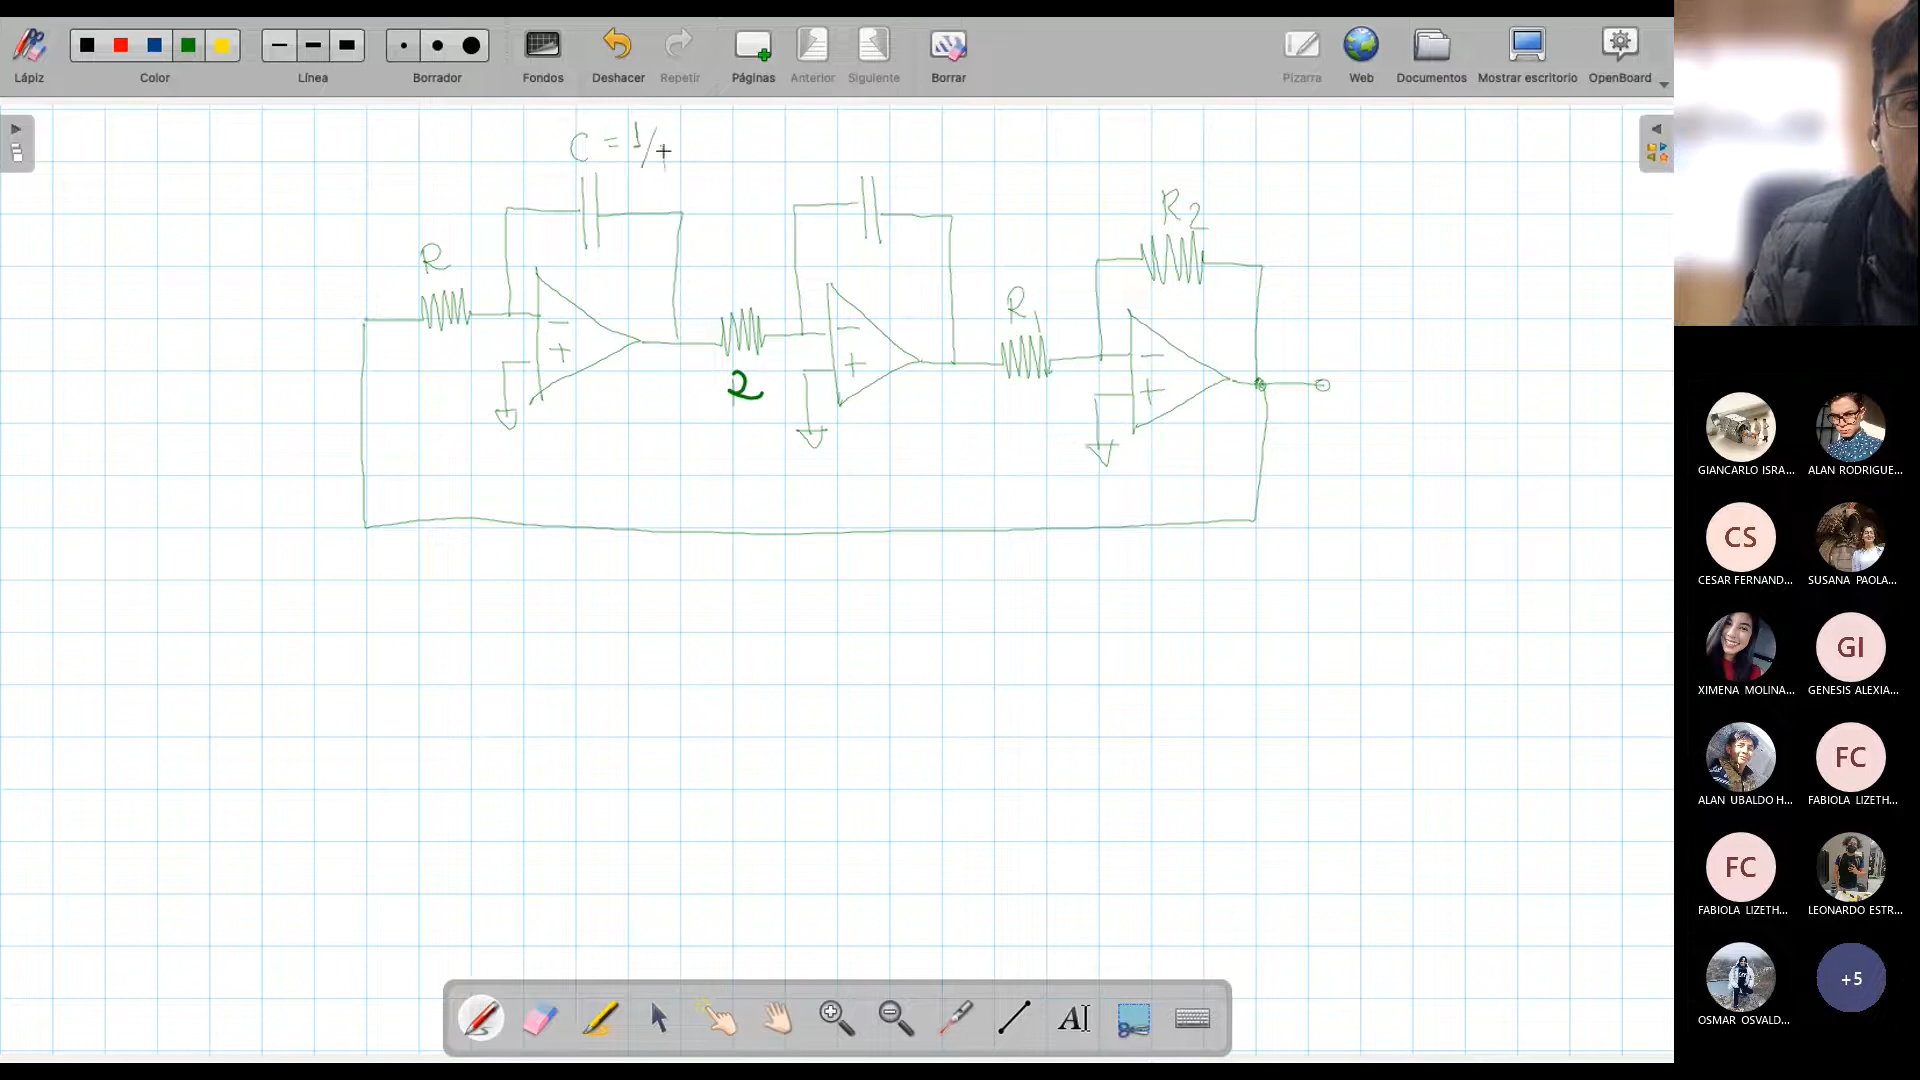 Lápiz
Color
Línea
Borrador
Fondos
Deshacer
Repetir
Páginas
Anterior
Siguiente
Borrar
Pizarra
Web
Documentos
Mostrar escritorio
OpenBoard
C = 1/
R
R
R1
R2
−
+
−
+
−
+
GIANCARLO ISRA...
ALAN RODRIGUE...
CS
CESAR FERNAND...
SUSANA PAOLA...
XIMENA MOLINA...
GI
GENESIS ALEXIA...
ALAN UBALDO H...
FC
FABIOLA LIZETH...
FC
FABIOLA LIZETH...
LEONARDO ESTR...
OSMAR OSVALD...
+5
A